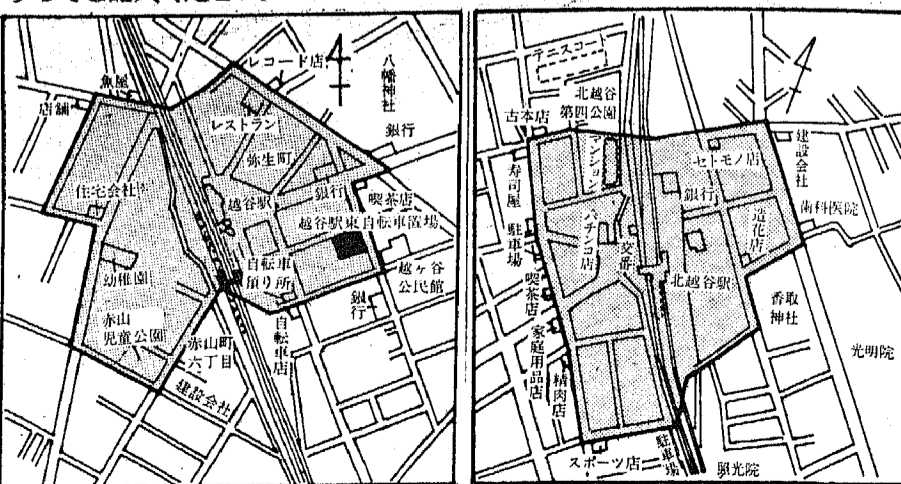 レコード店
八幡神社
魚屋
店舗
レストラン
銀行
弥生町
住宅会社
越谷駅
銀行
喫茶店
越谷駅東自転車置場
幼稚園
自転車
預り所
越ヶ谷
公民館
銀行
赤山
児童公園
赤山町
六丁目
自転車店
建設会社
テニスコート
北越谷
第四公園
古本店
マンション
セトモノ店
建設会社
寿司屋
銀行
歯科医院
駐車場
パチンコ店
造花店
交番
喫茶店
北越谷駅
香取
神社
家庭用品店
光明院
精肉店
スポーツ店
駐車場
照光院